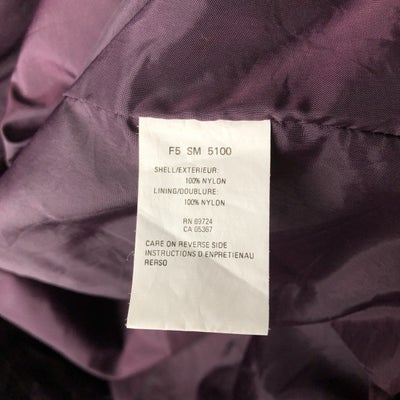 F5 SM 5100
SHELL/EXTERIEUR:
100% NYLON
LINING/DOUBLURE:
100% NYLON
RN 89724
CA 05367
CARE ON REVERSE SIDE
INSTRUCTIONS D ENPRETIENAU
RERSO